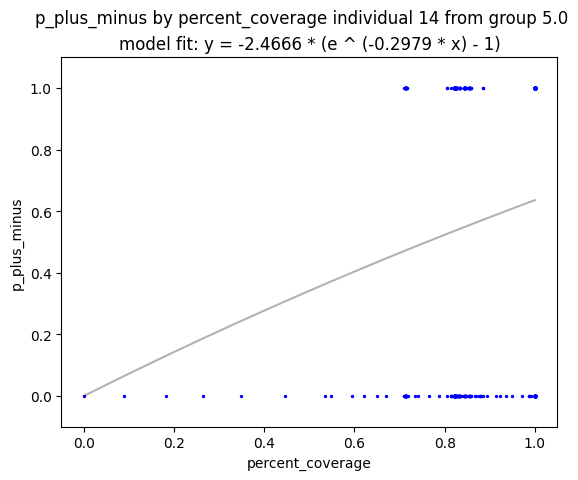 p_plus_minus by percent_coverage individual 14 from group 5.0
model fit: y = -2.4666 * (e ^ (-0.2979 * x) - 1)
1.0
0.8
0.6
0.4
0.2
0.0
p_plus_minus
0.0 0.2 0.4 0.6 0.8 1.0
percent_coverage